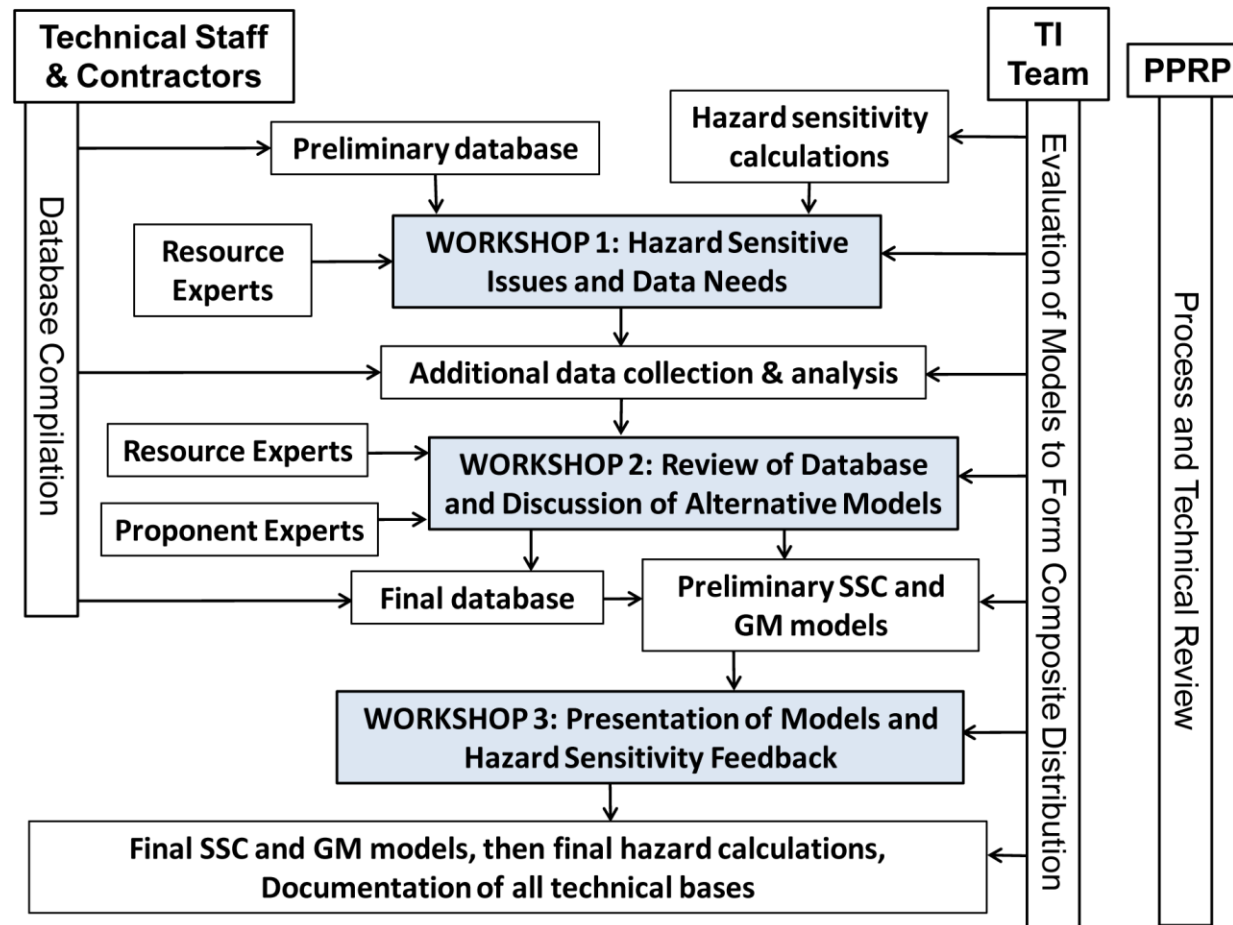 Technical Staff
& Contractors
TI
Team
PPRP
Database Compilation
Evaluation of Models to Form Composite Distribution
Process and Technical Review
Preliminary database
Hazard sensitivity
calculations
Resource
Experts
WORKSHOP 1: Hazard Sensitive
Issues and Data Needs
Additional data collection & analysis
Resource Experts
Proponent Experts
WORKSHOP 2: Review of Database
and Discussion of Alternative Models
Final database
Preliminary SSC and
GM models
WORKSHOP 3: Presentation of Models and
Hazard Sensitivity Feedback
Final SSC and GM models, then final hazard calculations,
Documentation of all technical bases